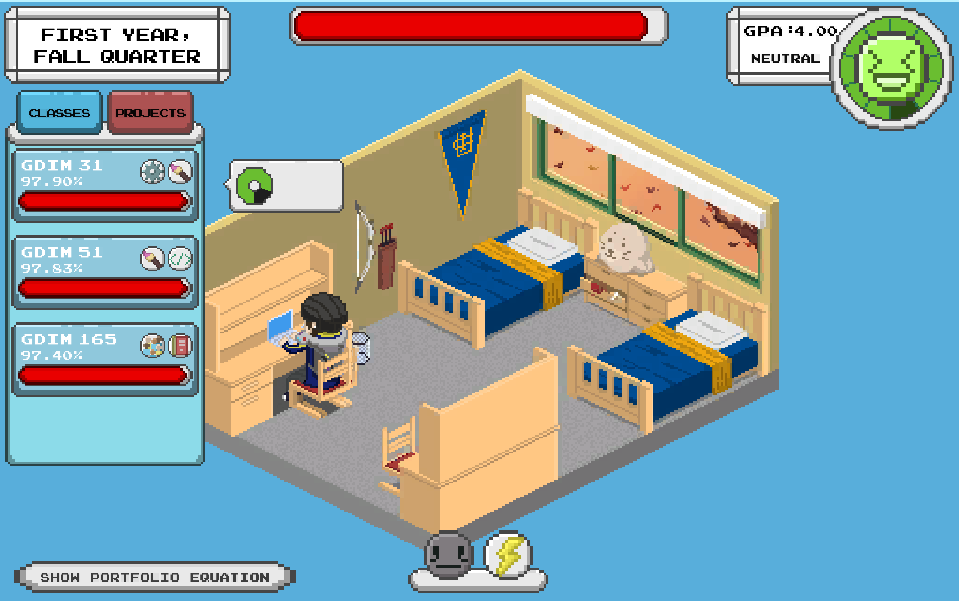 FIRST YEAR,
FALL QUARTER
GPA:4.00
NEUTRAL
CLASSES
PROJECTS
GDIM 31
97.90%
GDIM 51
97.83%
GDIM 165
97.40%
SHOW PORTFOLIO EQUATION